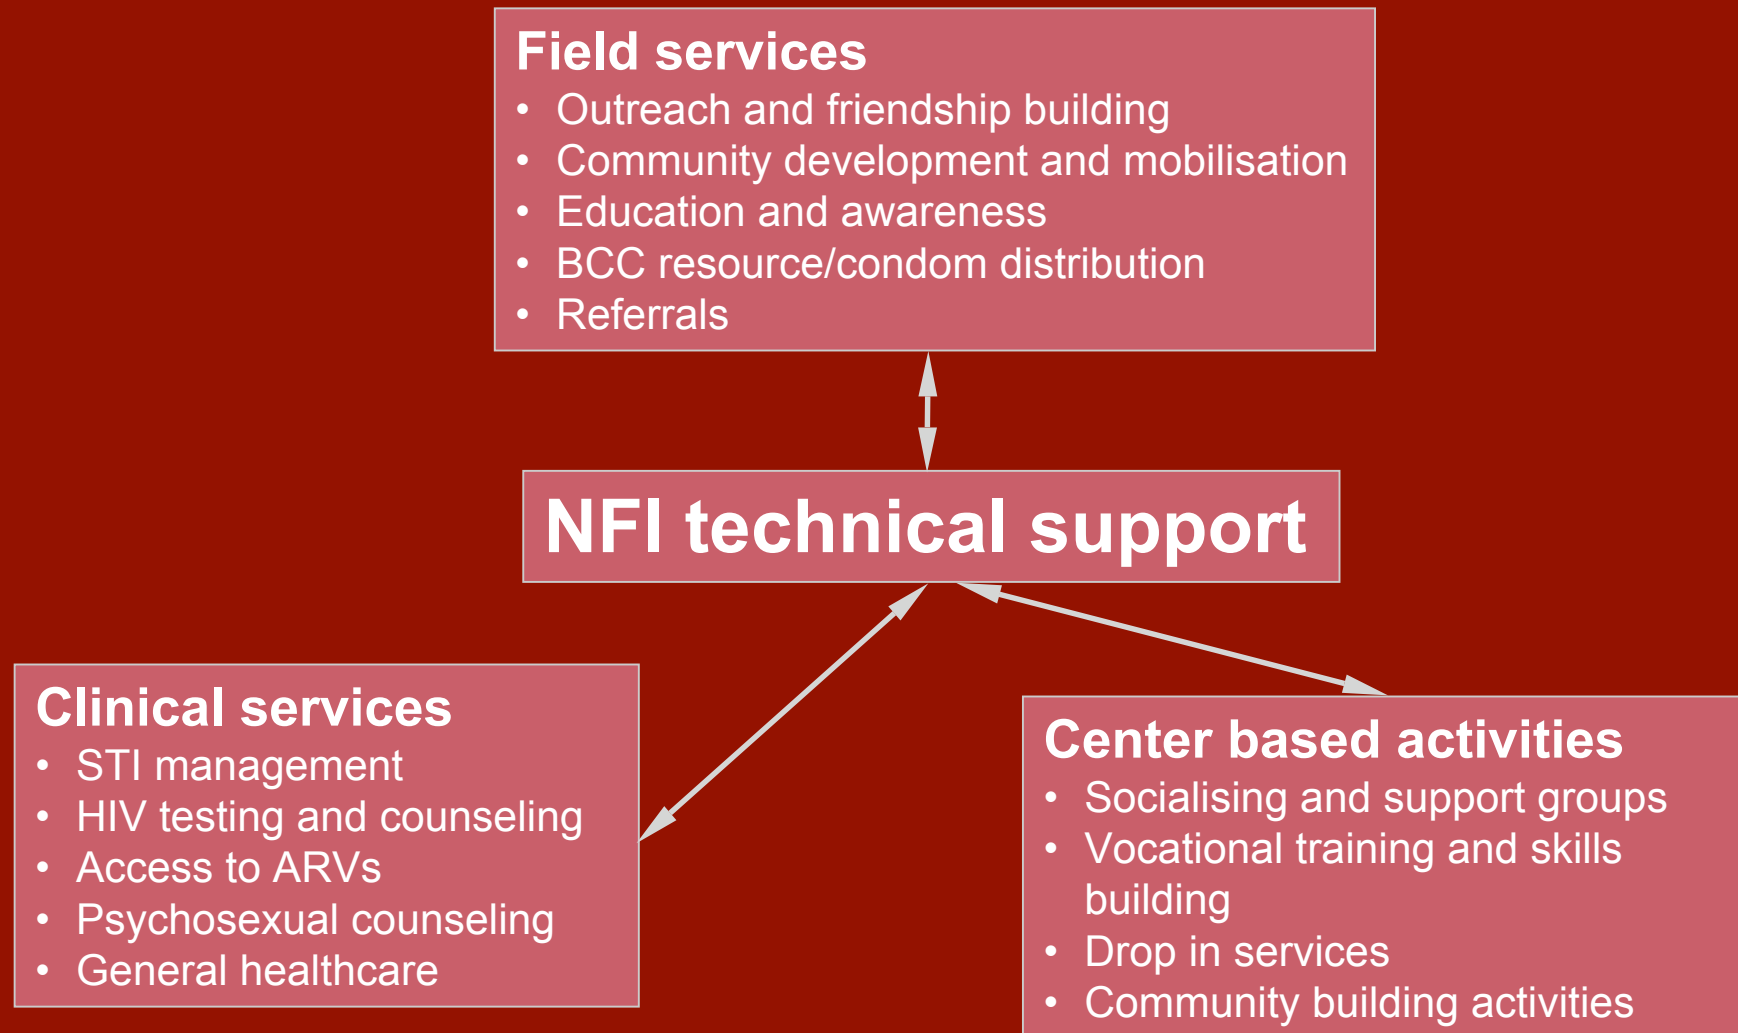 Field services
• Outreach and friendship building
• Community development and mobilisation
• Education and awareness
• BCC resource/condom distribution
• Referrals
NFI technical support
Clinical services
• STI management
• HIV testing and counseling
• Access to ARVs
• Psychosexual counseling
• General healthcare
Center based activities
• Socialising and support groups
• Vocational training and skills
building
• Drop in services
• Community building activities